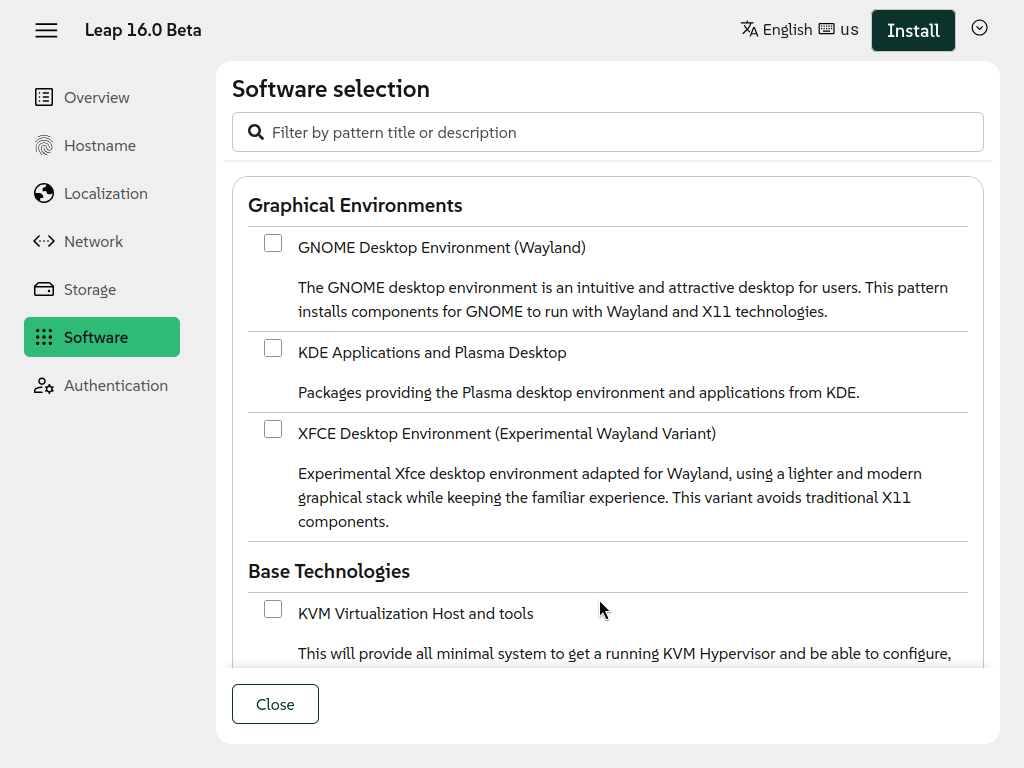 Leap 16.0 Beta
English us
Install
Overview
Hostname
Localization
Network
Storage
Software
Authentication
Software selection
Filter by pattern title or description
Graphical Environments
GNOME Desktop Environment (Wayland)
The GNOME desktop environment is an intuitive and attractive desktop for users. This pattern
installs components for GNOME to run with Wayland and X11 technologies.
KDE Applications and Plasma Desktop
Packages providing the Plasma desktop environment and applications from KDE.
XFCE Desktop Environment (Experimental Wayland Variant)
Experimental Xfce desktop environment adapted for Wayland, using a lighter and modern
graphical stack while keeping the familiar experience. This variant avoids traditional X11
components.
Base Technologies
KVM Virtualization Host and tools
This will provide all minimal system to get a running KVM Hypervisor and be able to configure,
Close